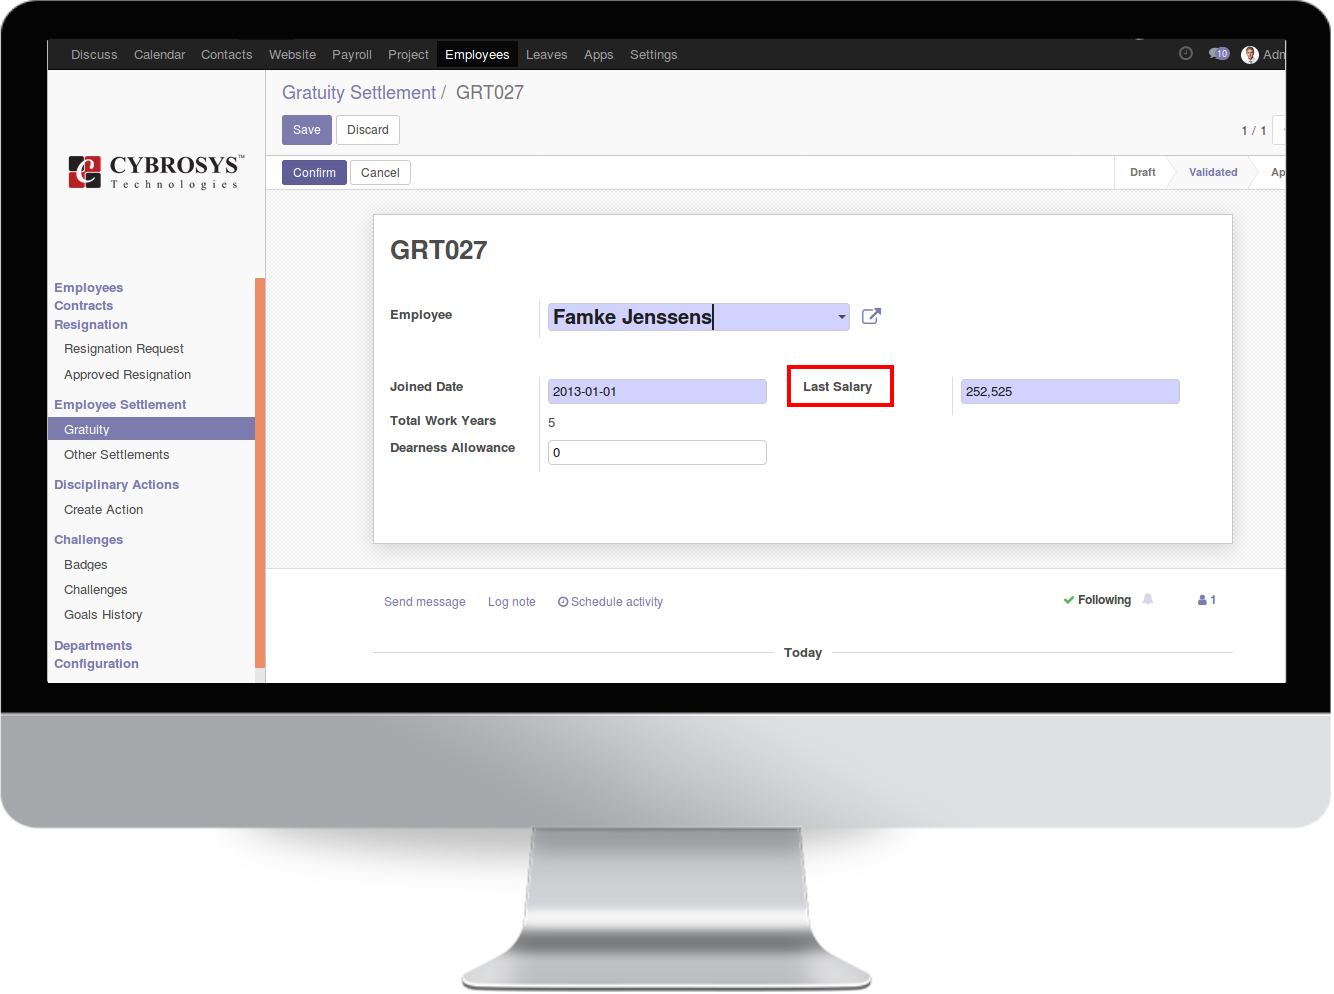 Discuss Calendar Contacts Website Payroll Project Employees Leaves Apps Settings 10 Adn
Gratuity Settlement / GRT027
Save Discard
1 / 1
Confirm Cancel
Draft Validated Ap
CYBROSYS™
Technologies
Employees
Contracts
Resignation
Resignation Request
Approved Resignation
Employee Settlement
Gratuity
Other Settlements
Disciplinary Actions
Create Action
Challenges
Badges
Challenges
Goals History
Departments
Configuration
GRT027
Employee Famke Jenssens
Joined Date 2013-01-01 Last Salary 252,525
Total Work Years 5
Dearness Allowance 0
Send message Log note Schedule activity Following 1
Today